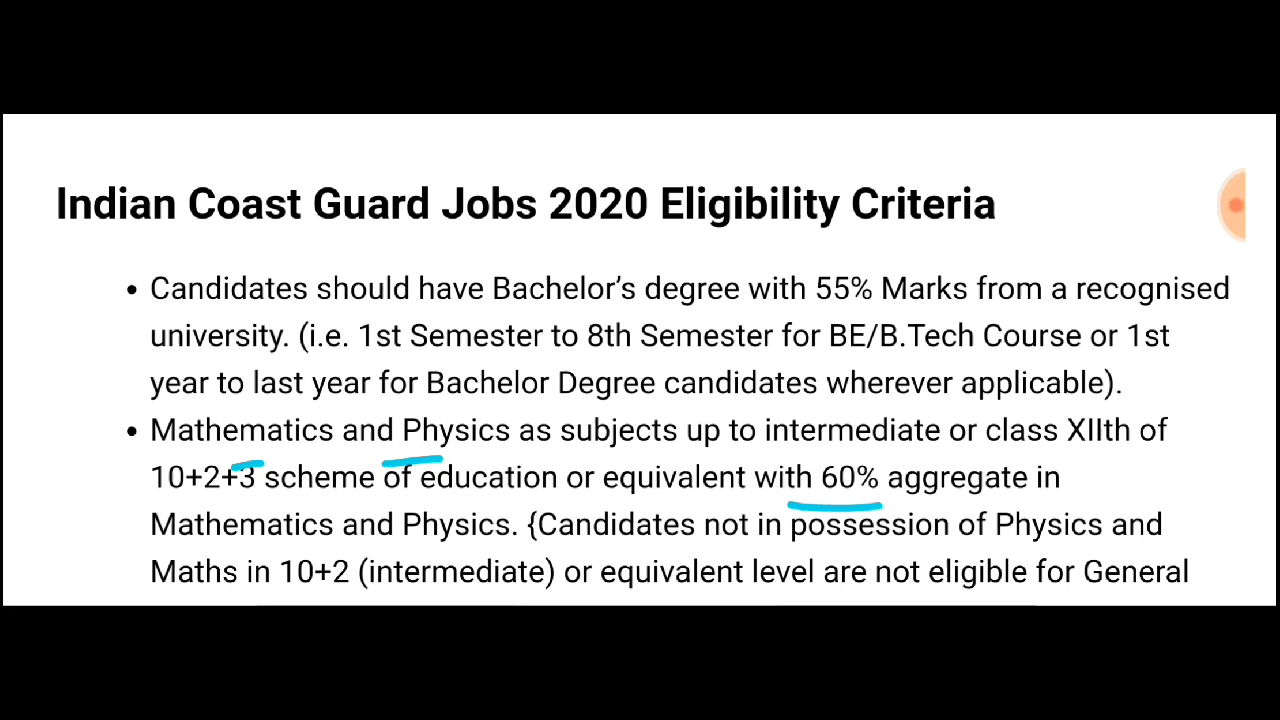 Indian Coast Guard Jobs 2020 Eligibility Criteria
• Candidates should have Bachelor’s degree with 55% Marks from a recognised
university. (i.e. 1st Semester to 8th Semester for BE/B.Tech Course or 1st
year to last year for Bachelor Degree candidates wherever applicable).
• Mathematics and Physics as subjects up to intermediate or class XIIth of
10+2+3 scheme of education or equivalent with 60% aggregate in
Mathematics and Physics. {Candidates not in possession of Physics and
Maths in 10+2 (intermediate) or equivalent level are not eligible for General